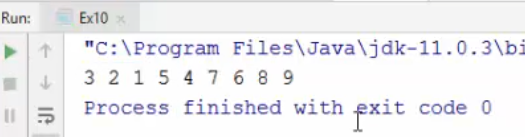 Run: Ex10
"C:\Program Files\Java\jdk-11.0.3\bi
3 2 1 5 4 7 6 8 9
Process finished with exit code 0